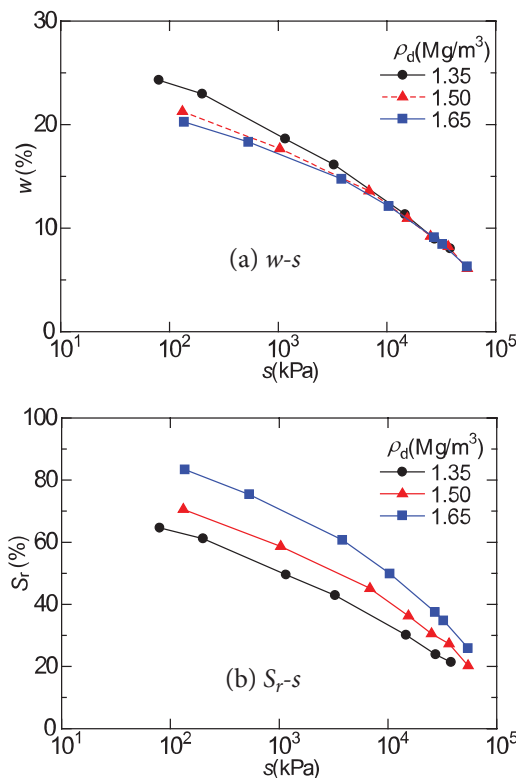 30
20
10
0
w (%)
ρd(Mg/m³)
1.35
1.50
1.65
(a) w-s
10¹ 10² 10³ 10⁴ 10⁵
s(kPa)
100
80
60
40
20
0
Sr (%)
ρd(Mg/m³)
1.35
1.50
1.65
(b) Sr-s
10¹ 10² 10³ 10⁴ 10⁵
s(kPa)